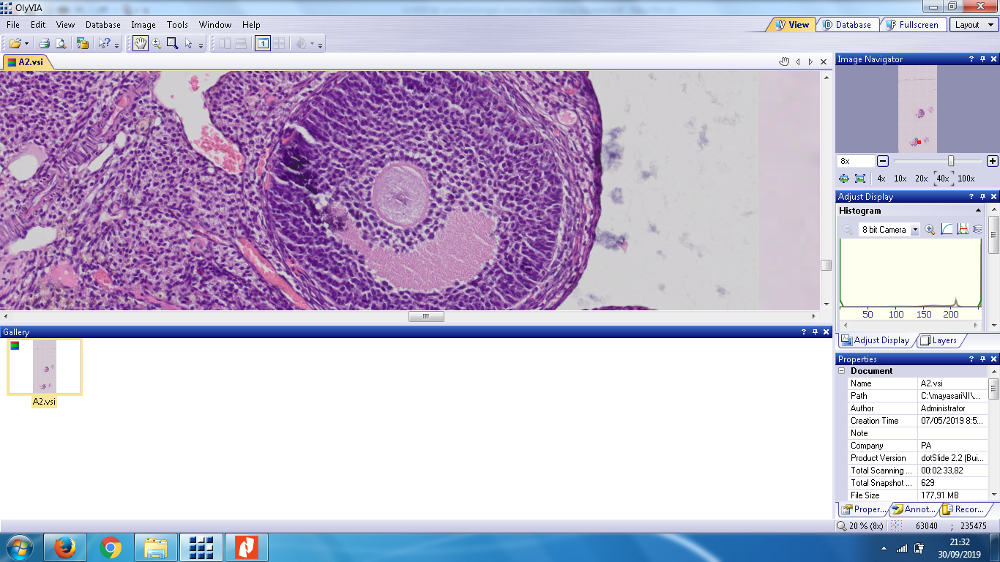 OlyVIA
File Edit View Database Image Tools Window Help
View Database Fullscreen Layout
1
A2.vsi
Image Navigator
8x
4x 10x 20x 40x 100x
Adjust Display
Histogram
8 bit Camera
50 100 150 200
Adjust Display Layers
Gallery
A2.vsi
Properties
Document
Name A2.vsi
Path C:\mayasari\II\...
Author Administrator
Creation Time 07/05/2019 8:5...
Note
Company PA
Product Version dotSlide 2.2 (Bui...
Total Scanning ... 00:02:33,82
Total Snapshot ... 629
File Size 177,91 MB
Proper... Annot... Recor...
20 % (8x) 63040 ; 235475
21:32
30/09/2019